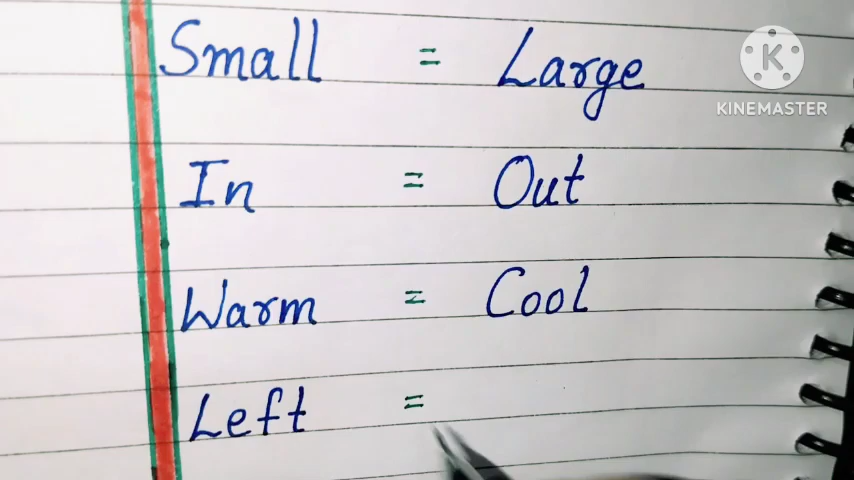 Small = Large
K
KINEMASTER
In = Out
Warm = Cool
Left =